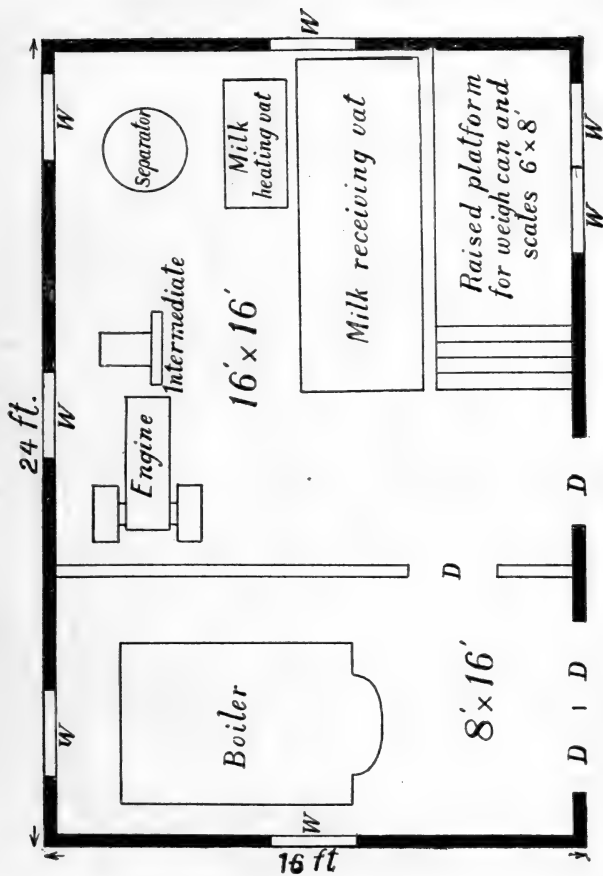 24 ft.
W
W
W
W
Separator
Milk
heating vat
Intermediate
Engine
16' x 16'
Milk receiving vat
Raised platform
for weigh can and
scales 6' x 8'
W
W
D
D
Boiler
8' x 16'
D
D
W
16 ft